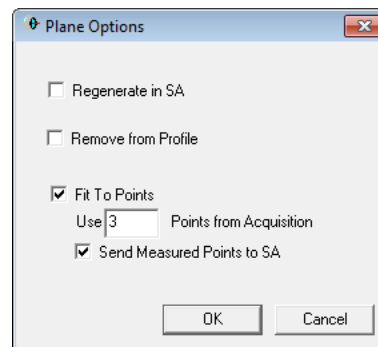 Plane Options
Regenerate in SA
Remove from Profile
Fit To Points
Use 3 Points from Acquisition
Send Measured Points to SA
OK Cancel